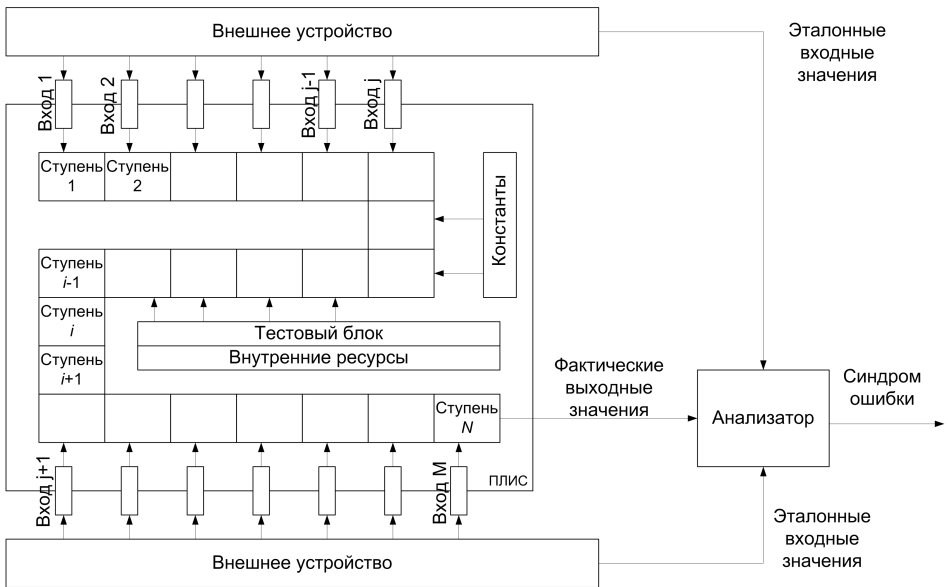 Внешнее устройство
Эталонные
входные
значения
Вход 1
Вход 2
Вход j-1
Вход j
Ступень
1
Ступень
2
Константы
Ступень
i-1
Ступень
i
Ступень
i+1
Тестовый блок
Внутренние ресурсы
Фактические
выходные
значения
Ступень
N
Анализатор
Синдром
ошибки
Вход j+1
Вход M
ПЛИС
Внешнее устройство
Эталонные
входные
значения